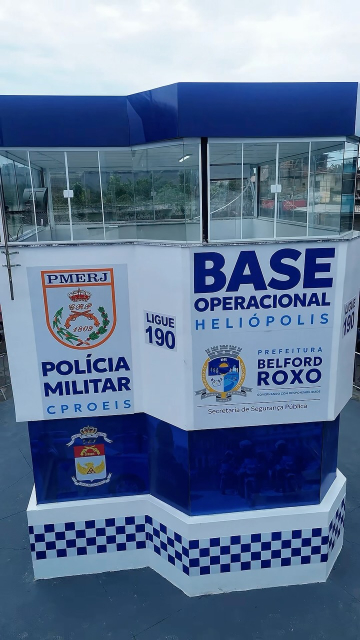 PMERJ
1809
POLÍCIA
MILITAR
CPROEIS
LIGUE
190
BASE
OPERACIONAL
HELIÓPOLIS
PREFEITURA
BELFORD
ROXO
Secretaria de Segurança Pública
LIGUE
190